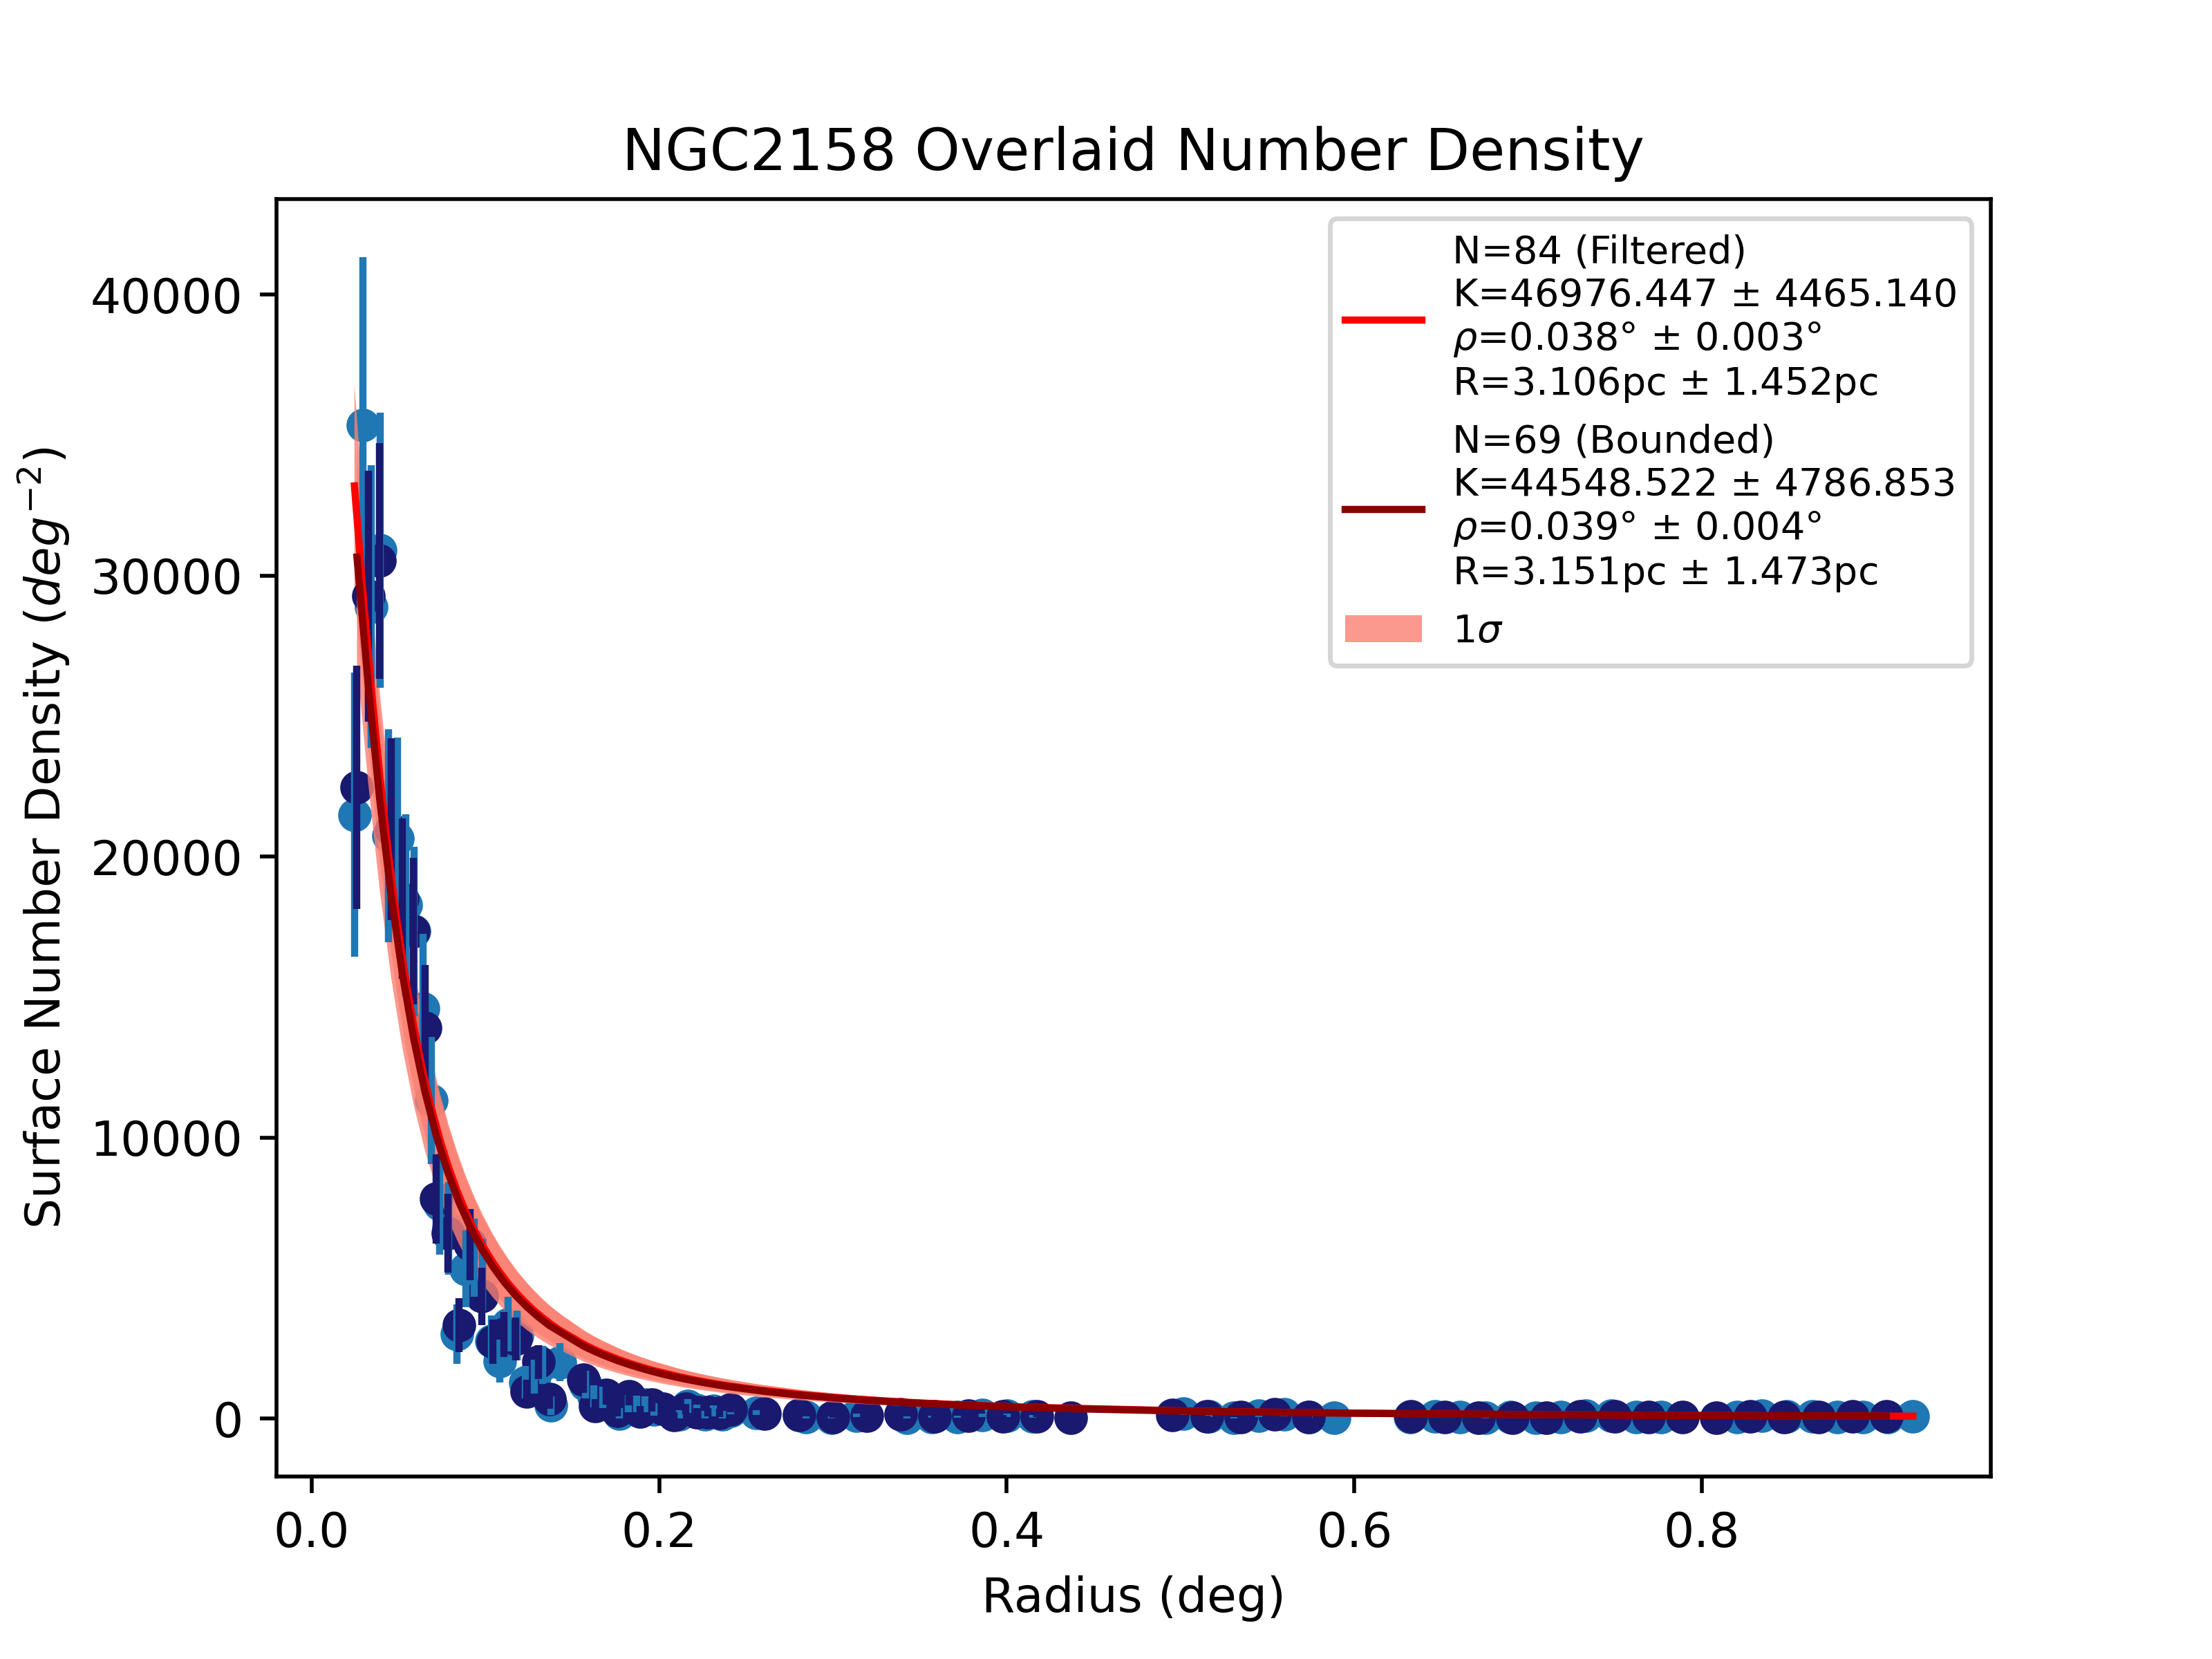 NGC2158 Overlaid Number Density
N=84 (Filtered)
K=46976.447 ± 4465.140
ρ=0.038° ± 0.003°
R=3.106pc ± 1.452pc
N=69 (Bounded)
K=44548.522 ± 4786.853
ρ=0.039° ± 0.004°
R=3.151pc ± 1.473pc
1σ
Surface Number Density (deg⁻²)
40000
30000
20000
10000
0
0.0 0.2 0.4 0.6 0.8
Radius (deg)